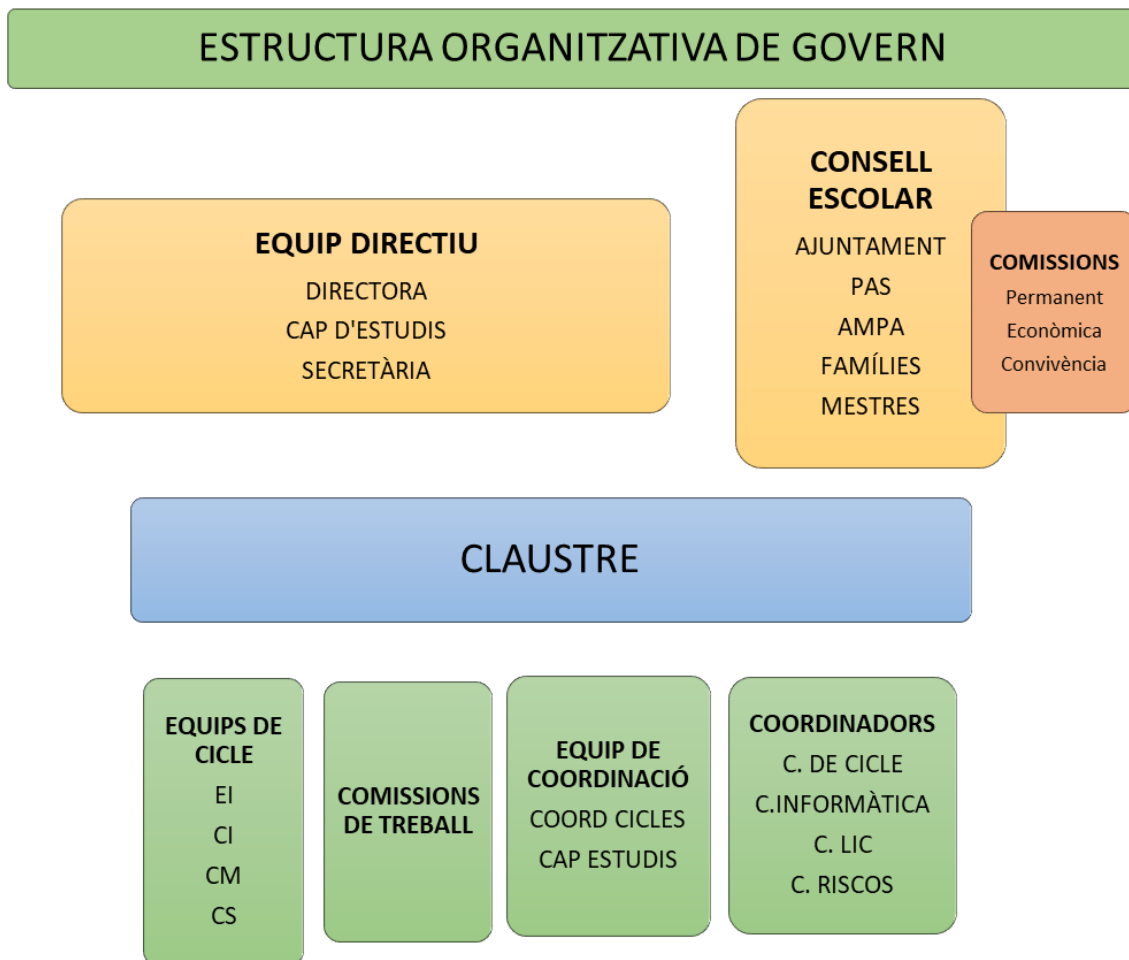 ESTRUCTURA ORGANITZATIVA DE GOVERN
EQUIP DIRECTIU
DIRECTORA
CAP D'ESTUDIS
SECRETÀRIA
CONSELL
ESCOLAR
AJUNTAMENT
PAS
AMPA
FAMÍLIES
MESTRES
COMISSIONS
Permanent
Econòmica
Convivència
CLAUSTRE
EQUIPS DE
CICLE
EI
CI
CM
CS
COMISSIONS
DE TREBALL
EQUIP DE
COORDINACIÓ
COORD CICLES
CAP ESTUDIS
COORDINADORS
C. DE CICLE
C.INFORMÀTICA
C. LIC
C. RISCOS